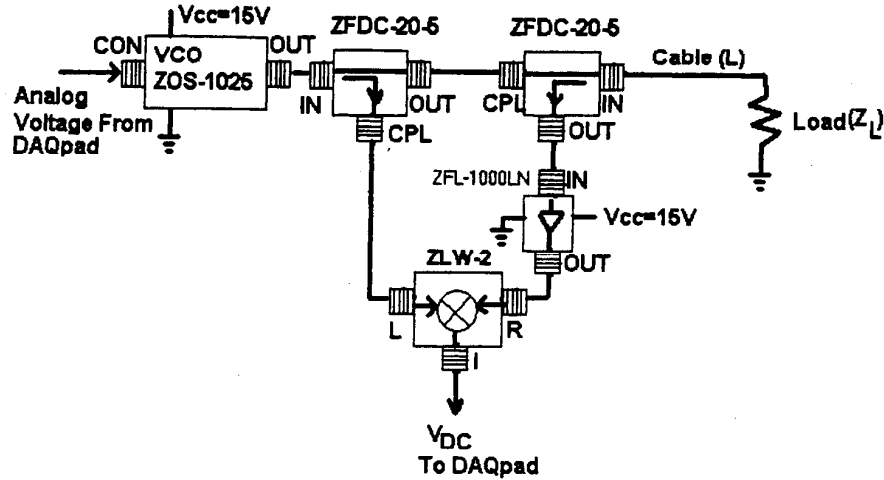 Vcc=15V
ZFDC-20-5
ZFDC-20-5
CON
VCO
ZOS-1025
OUT
IN
OUT
CPL
CPL
IN
OUT
Cable (L)
Load(ZL)
Analog
Voltage From
DAQpad
ZFL-1000LN
IN
Vcc=15V
OUT
ZLW-2
L
R
I
VDC
To DAQpad